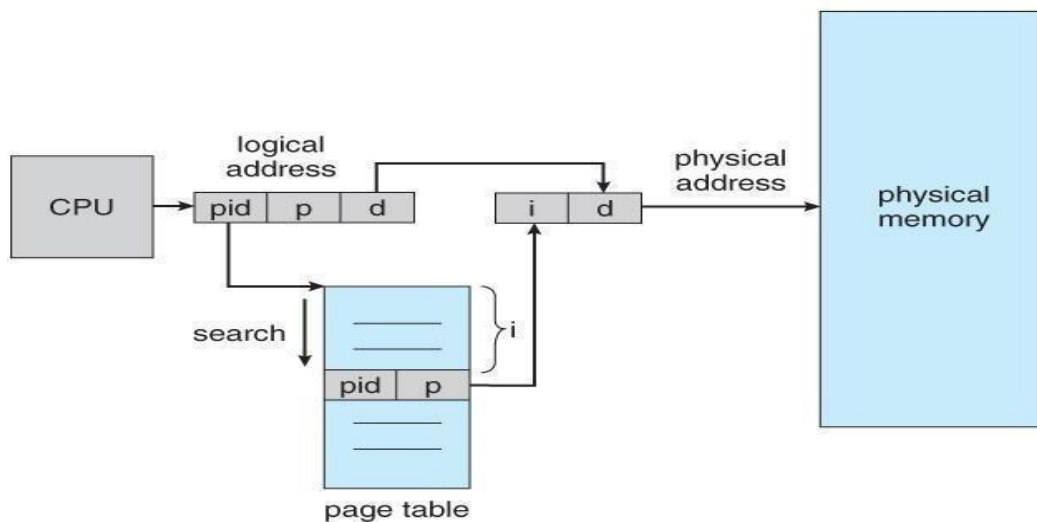 logical
address
physical
address
CPU
pid p d
i d
physical
memory
search
i
pid p
page table